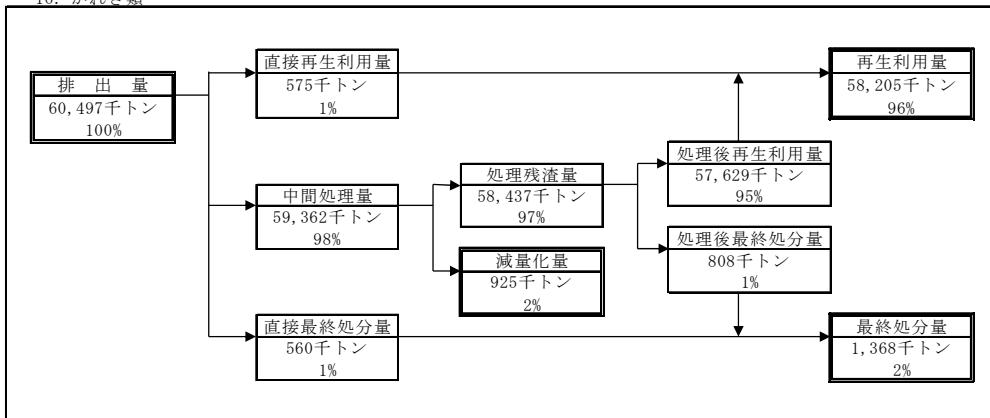 16. がれき類
排　出　量
60,497千トン
100%
直接再生利用量
575千トン
1%
中間処理量
59,362千トン
98%
直接最終処分量
560千トン
1%
処理残渣量
58,437千トン
97%
減量化量
925千トン
2%
処理後再生利用量
57,629千トン
95%
処理後最終処分量
808千トン
1%
再生利用量
58,205千トン
96%
最終処分量
1,368千トン
2%